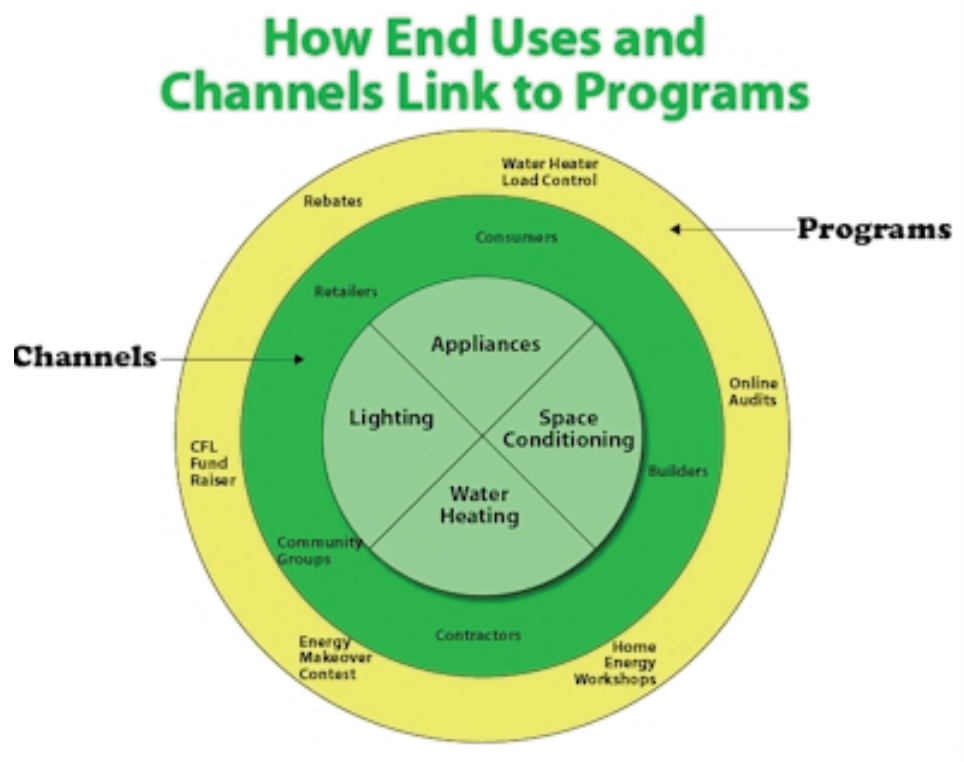 How End Uses and
Channels Link to Programs
Water Heater
Load Control
Rebates
Programs
Consumers
Retailers
Appliances
Channels
Online
Audits
Lighting
Space
Conditioning
CFL
Fund
Raiser
Builders
Water
Heating
Community
Groups
Contractors
Energy
Makeover
Contest
Home
Energy
Workshops